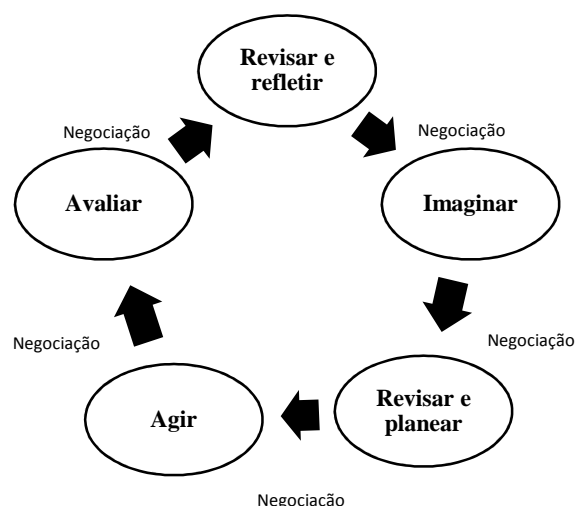 Revisar e
refletir
Negociação
Negociação
Avaliar
Imaginar
Negociação
Negociação
Revisar e
planear
Agir
Negociação